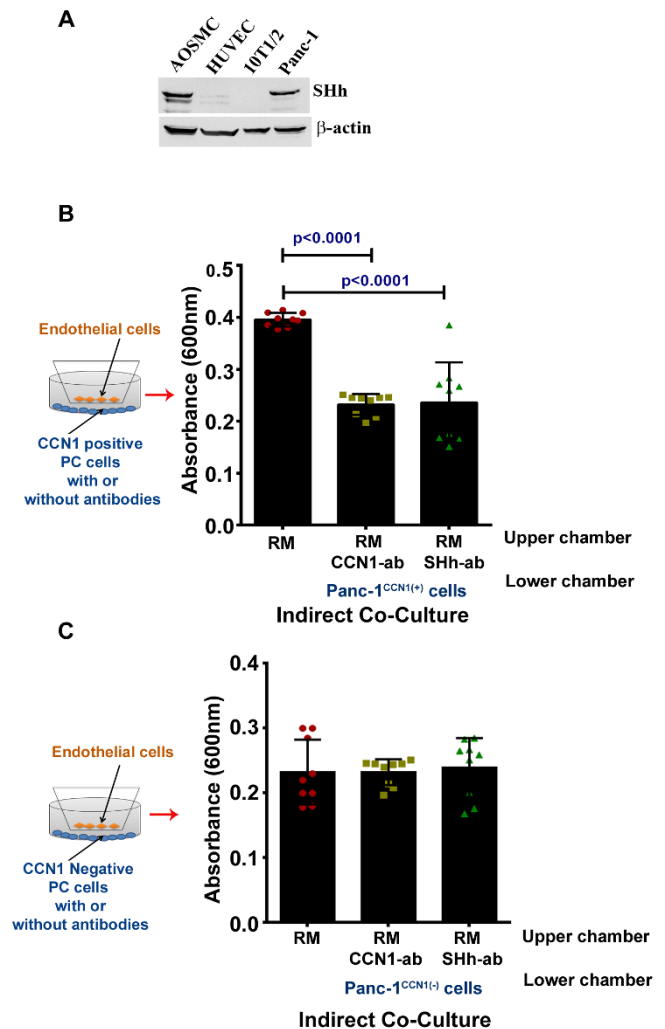 A
AOSMC
HUVEC
10T1/2
Panc-1
SHh
β-actin
B
p<0.0001
p<0.0001
Absorbance (600nm)
0.5
0.4
0.3
0.2
0.1
0.0
Endothelial cells
CCN1 positive
PC cells
with or
without antibodies
RM
RM
CCN1-ab
RM
SHh-ab
Upper chamber
Lower chamber
Panc-1CCN1(+) cells
Indirect Co-Culture
C
Absorbance (600nm)
0.4
0.3
0.2
0.1
0.0
Endothelial cells
CCN1 Negative
PC cells
with or
without antibodies
RM
RM
CCN1-ab
RM
SHh-ab
Upper chamber
Lower chamber
Panc-1CCN1(-) cells
Indirect Co-Culture